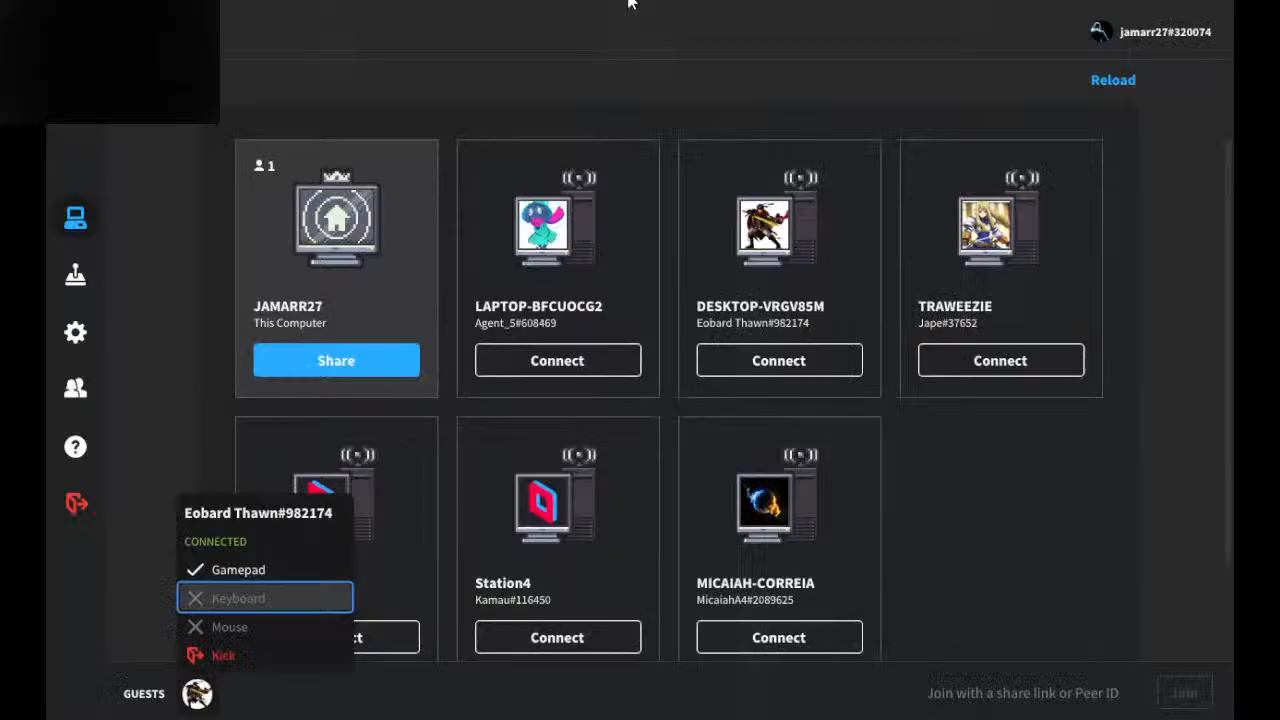 jamarr27#320074
Reload
1
JAMARR27
This Computer
Share
LAPTOP-BFCUOCG2
Agent_5#608469
Connect
DESKTOP-VRGV85M
Eobard Thawn#982174
Connect
TRAWEEZIE
Jape#37652
Connect
ct
Station4
Kamau#116450
Connect
MICAIAH-CORREIA
MicaiahA4#2089625
Connect
Eobard Thawn#982174
CONNECTED
Gamepad
Keyboard
Mouse
Kick
GUESTS
Join with a share link or Peer ID
Join